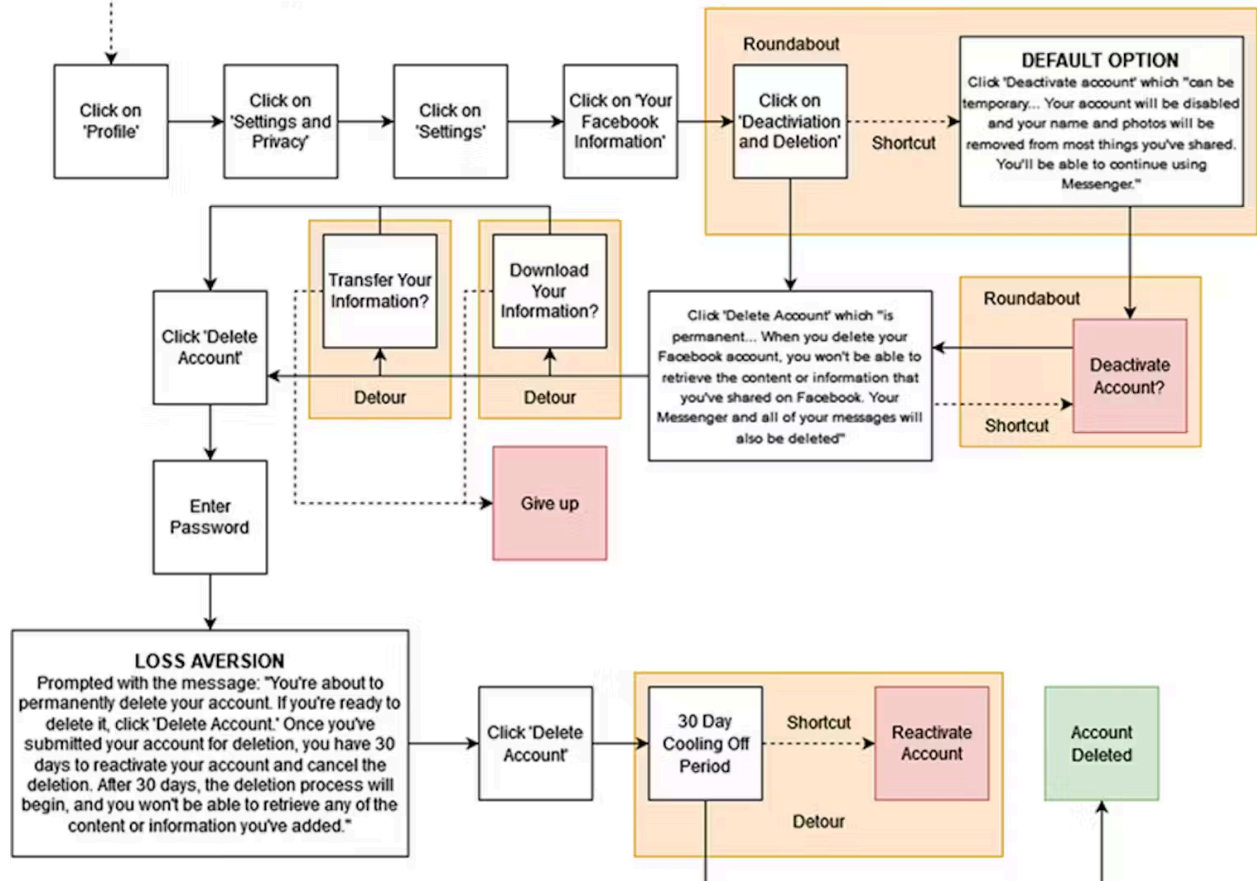 Roundabout
Click on
'Profile'
Click on
'Settings and
Privacy'
Click on
'Settings'
Click on 'Your
Facebook
Information'
Click on
'Deactiviation
and Deletion'
Shortcut
DEFAULT OPTION
Click 'Deactivate account' which "can be
temporary... Your account will be disabled
and your name and photos will be
removed from most things you've shared.
You'll be able to continue using
Messenger."
Click 'Delete
Account'
Transfer Your
Information?
Detour
Download
Your
Information?
Detour
Click 'Delete Account' which "is
permanent... When you delete your
Facebook account, you won't be able to
retrieve the content or information that
you've shared on Facebook. Your
Messenger and all of your messages will
also be deleted"
Roundabout
Deactivate
Account?
Shortcut
Enter
Password
Give up
LOSS AVERSION
Prompted with the message: "You're about to
permanently delete your account. If you're ready to
delete it, click 'Delete Account.' Once you've
submitted your account for deletion, you have 30
days to reactivate your account and cancel the
deletion. After 30 days, the deletion process will
begin, and you won't be able to retrieve any of the
content or information you've added."
Click 'Delete
Account'
30 Day
Cooling Off
Period
Shortcut
Reactivate
Account
Detour
Account
Deleted